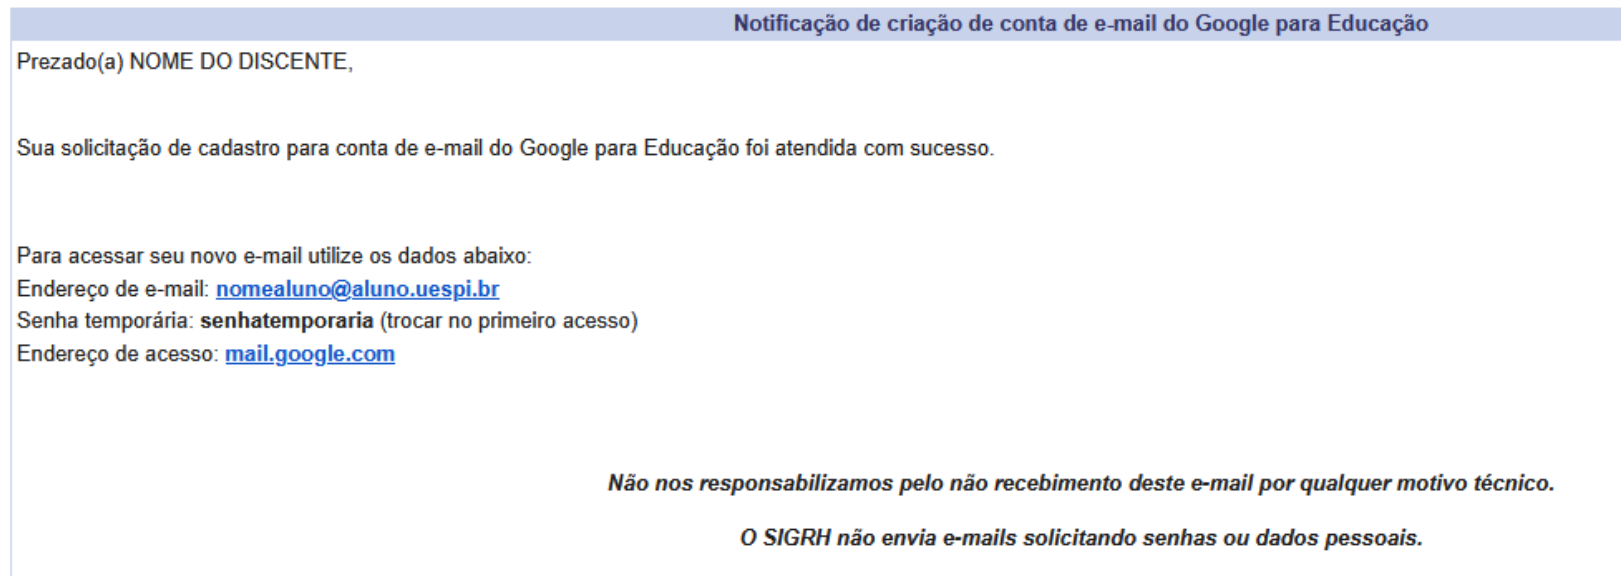 Notificação de criação de conta de e-mail do Google para Educação
Prezado(a) NOME DO DISCENTE,
Sua solicitação de cadastro para conta de e-mail do Google para Educação foi atendida com sucesso.
Para acessar seu novo e-mail utilize os dados abaixo:
Endereço de e-mail: nomealuno@aluno.uespi.br
Senha temporária: senhatemporaria (trocar no primeiro acesso)
Endereço de acesso: mail.google.com
Não nos responsabilizamos pelo não recebimento deste e-mail por qualquer motivo técnico.
O SIGRH não envia e-mails solicitando senhas ou dados pessoais.